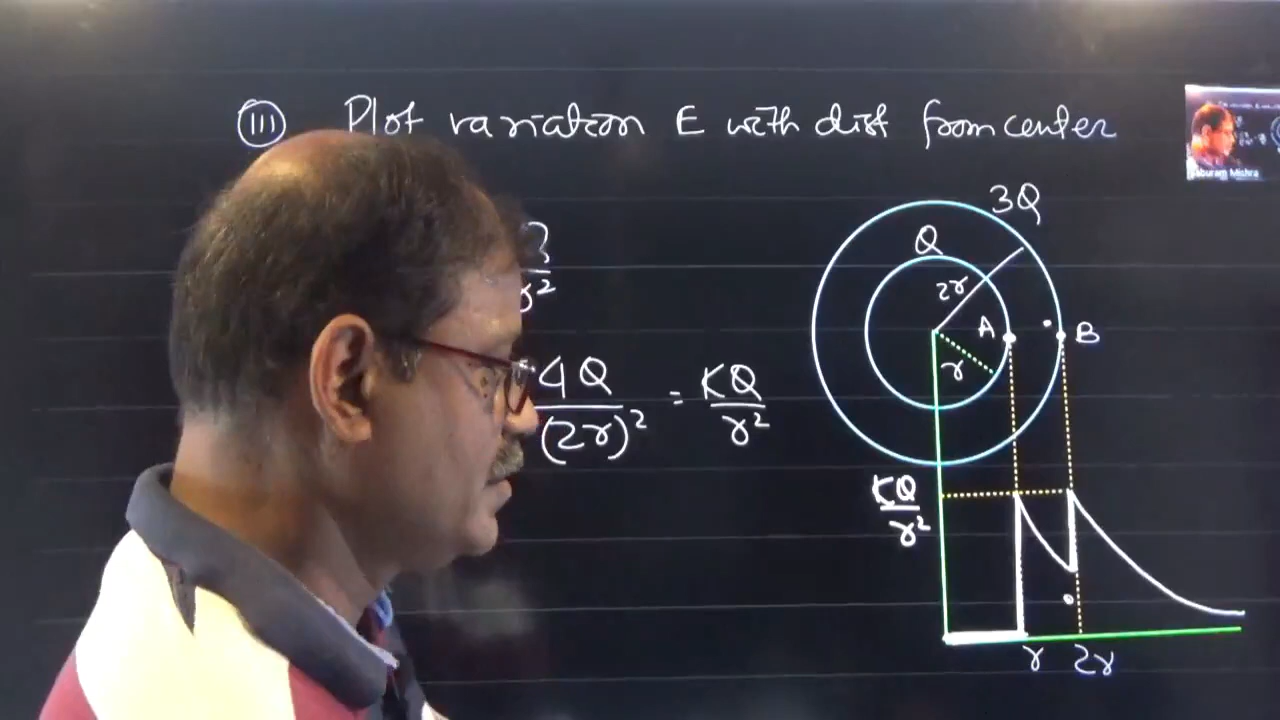 (III) Plot variation E with dist from center
3Q
Q
2r
A
B
r
4Q / (2r)² = KQ / r²
KQ / r²
r 2r